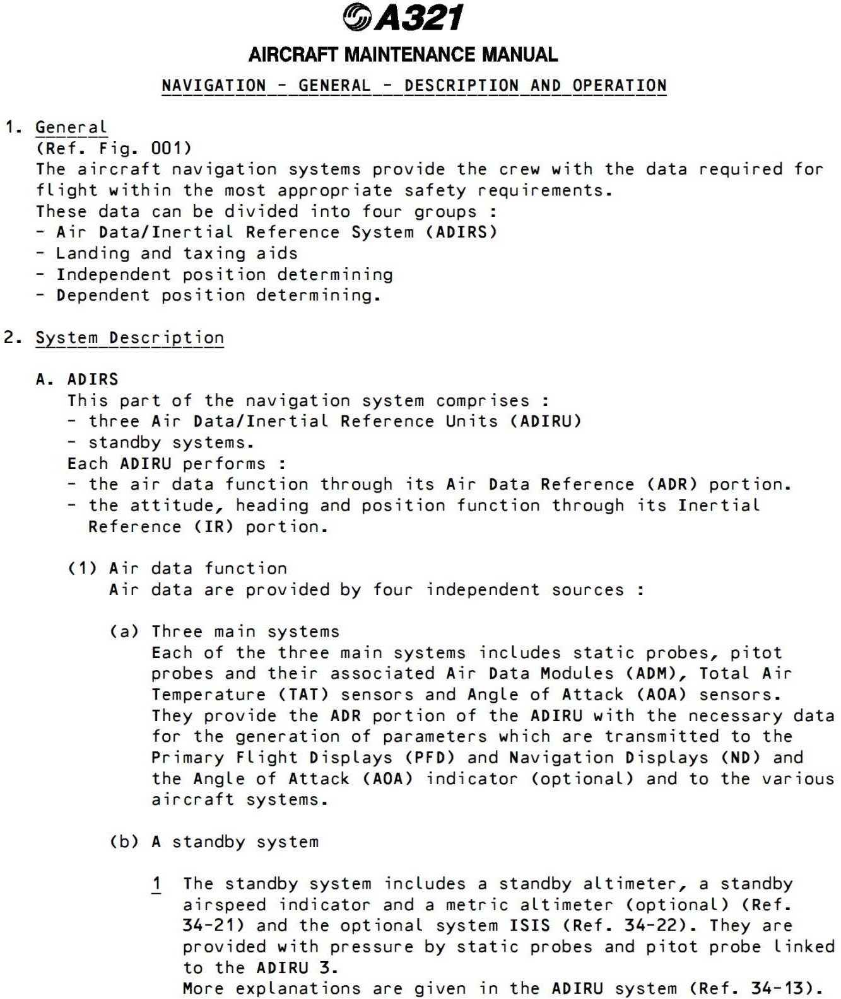 A321
AIRCRAFT MAINTENANCE MANUAL
NAVIGATION - GENERAL - DESCRIPTION AND OPERATION
1. General
(Ref. Fig. 001)
The aircraft navigation systems provide the crew with the data required for
flight within the most appropriate safety requirements.
These data can be divided into four groups :
- Air Data/Inertial Reference System (ADIRS)
- Landing and taxing aids
- Independent position determining
- Dependent position determining.
2. System Description
A. ADIRS
This part of the navigation system comprises :
- three Air Data/Inertial Reference Units (ADIRU)
- standby systems.
Each ADIRU performs :
- the air data function through its Air Data Reference (ADR) portion.
- the attitude, heading and position function through its Inertial
Reference (IR) portion.
(1) Air data function
Air data are provided by four independent sources :
(a) Three main systems
Each of the three main systems includes static probes, pitot
probes and their associated Air Data Modules (ADM), Total Air
Temperature (TAT) sensors and Angle of Attack (AOA) sensors.
They provide the ADR portion of the ADIRU with the necessary data
for the generation of parameters which are transmitted to the
Primary Flight Displays (PFD) and Navigation Displays (ND) and
the Angle of Attack (AOA) indicator (optional) and to the various
aircraft systems.
(b) A standby system
1 The standby system includes a standby altimeter, a standby
airspeed indicator and a metric altimeter (optional) (Ref.
34-21) and the optional system ISIS (Ref. 34-22). They are
provided with pressure by static probes and pitot probe linked
to the ADIRU 3.
More explanations are given in the ADIRU system (Ref. 34-13).